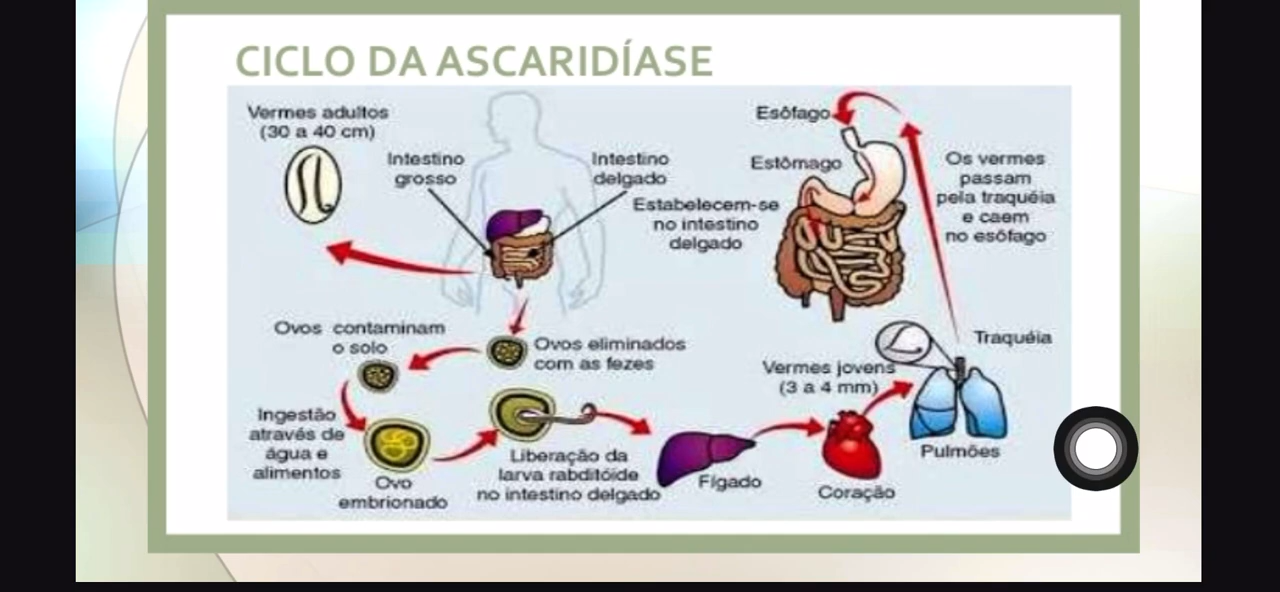 CICLO DA ASCARIDÍASE
Vermes adultos
(30 a 40 cm)
Intestino
grosso
Intestino
delgado
Estabelecem-se
no intestino
delgado
Esôfago
Estômago
Os vermes
passam
pela traquéia
e caem
no esôfago
Ovos contaminam
o solo
Ovos eliminados
com as fezes
Traquéia
Vermes jovens
(3 a 4 mm)
Ingestão
através de
água e
alimentos
Ovo
embrionado
Liberação da
larva rabditóide
no intestino delgado
Fígado
Coração
Pulmões